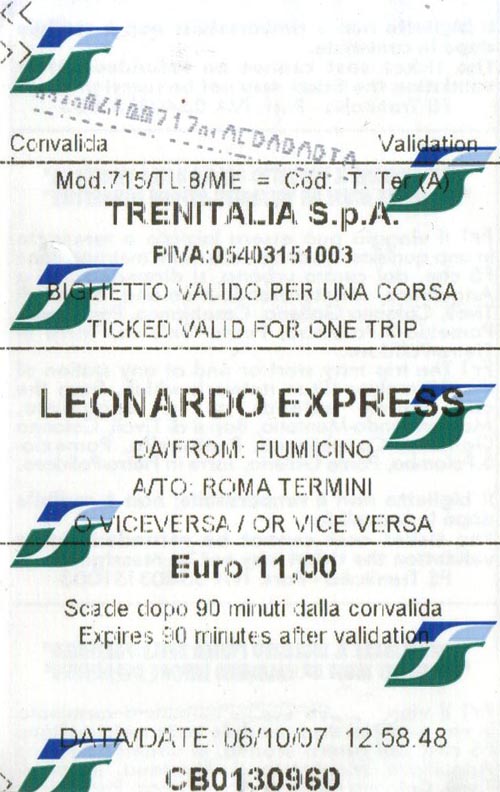 Convalida Validation
Mod.715/TL.8/ME = Cod. T. Ter (A)
TRENITALIA S.p.A.
P.IVA:05403151003
BIGLIETTO VALIDO PER UNA CORSA
TICKED VALID FOR ONE TRIP
LEONARDO EXPRESS
DA/FROM: FIUMICINO
A/TO: ROMA TERMINI
O VICEVERSA / OR VICE VERSA
Euro 11,00
Scade dopo 90 minuti dalla convalida
Expires 90 minutes after validation
DATA/DATE: 06/10/07 12.58.48
CB0130960